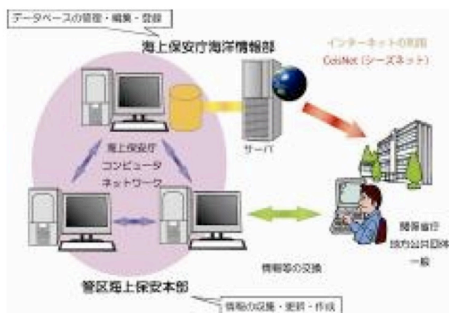 データベースの管理・編集・登録
海上保安庁海洋情報部
インターネットの利用
CeisNet(シーズネット)
サーバ
海上保安庁
コンピュータ
ネットワーク
関係省庁
地方公共団体
一般
情報等の交換
管区海上保安本部
情報の収集・更新・作成